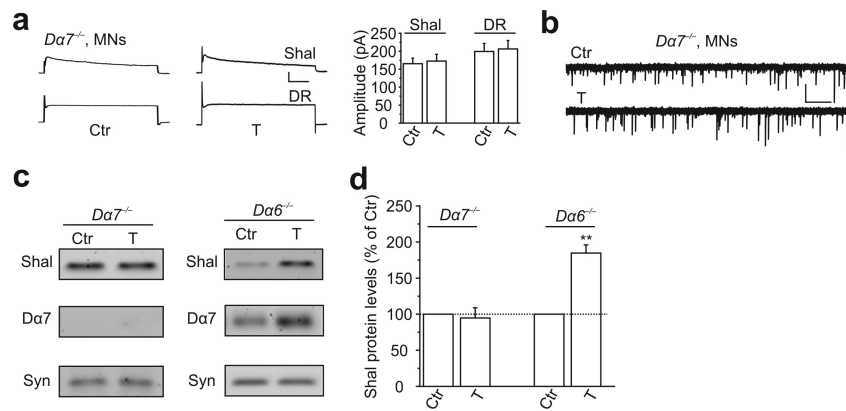 a
Dα7⁻/⁻, MNs
Shal
DR
Ctr
T
Amplitude (pA)
250
200
150
100
50
0
Shal
DR
Ctr
T
Ctr
T
b
Dα7⁻/⁻, MNs
Ctr
T
c
Dα7⁻/⁻
Ctr T
Shal
Dα7
Syn
Dα6⁻/⁻
Ctr T
Shal
Dα7
Syn
d
Shal protein levels (% of Ctr)
250
200
150
100
50
0
Dα7⁻/⁻
Dα6⁻/⁻
**
Ctr
T
Ctr
T